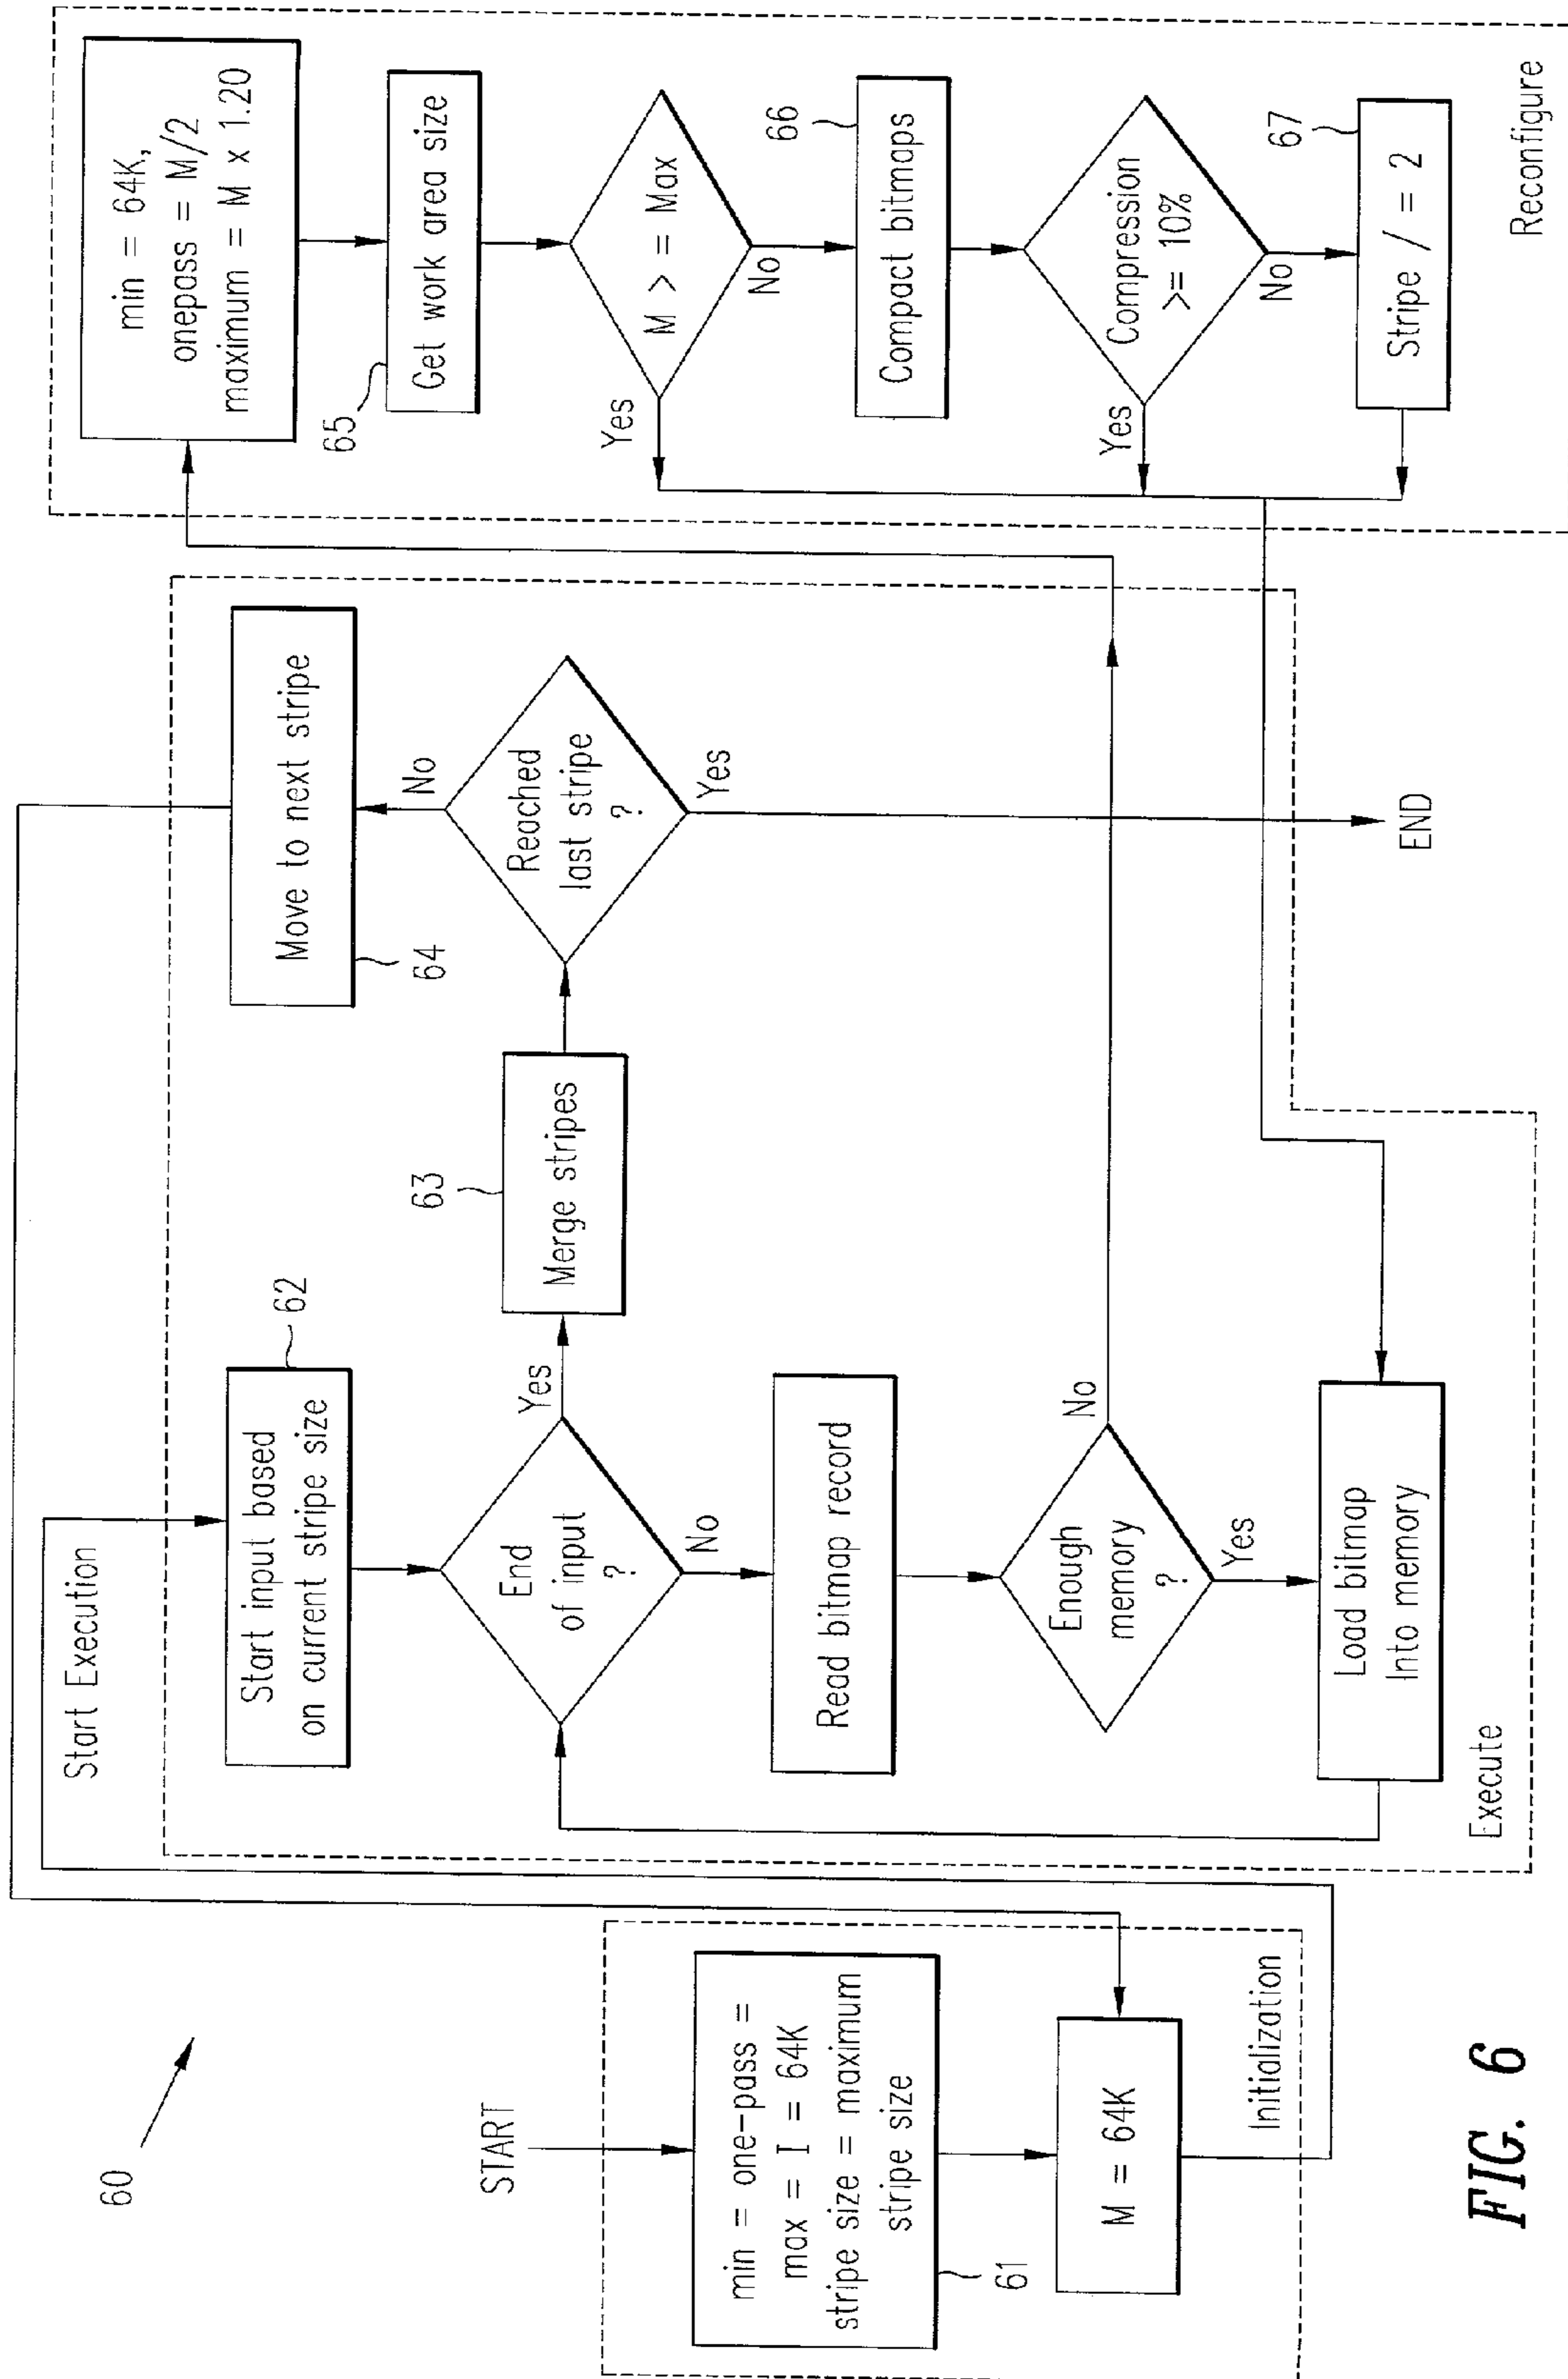 60
START
min = one-pass =
max = I = 64K
stripe size = maximum
stripe size
61
M = 64K
Initialization
Start Execution
Start input based
on current stripe size
62
End
of input
?
Yes
No
Read bitmap record
Enough
memory
?
No
Yes
Load bitmap
Into memory
Execute
63
Merge stripes
Reached
last stripe
?
No
Yes
Move to next stripe
64
END
min = 64K,
onepass = M/2
maximum = M x 1.20
65
Get work area size
M > = Max
Yes
No
66
Compact bitmaps
Compression
>= 10%
Yes
No
67
Stripe / = 2
Reconfigure
FIG. 6